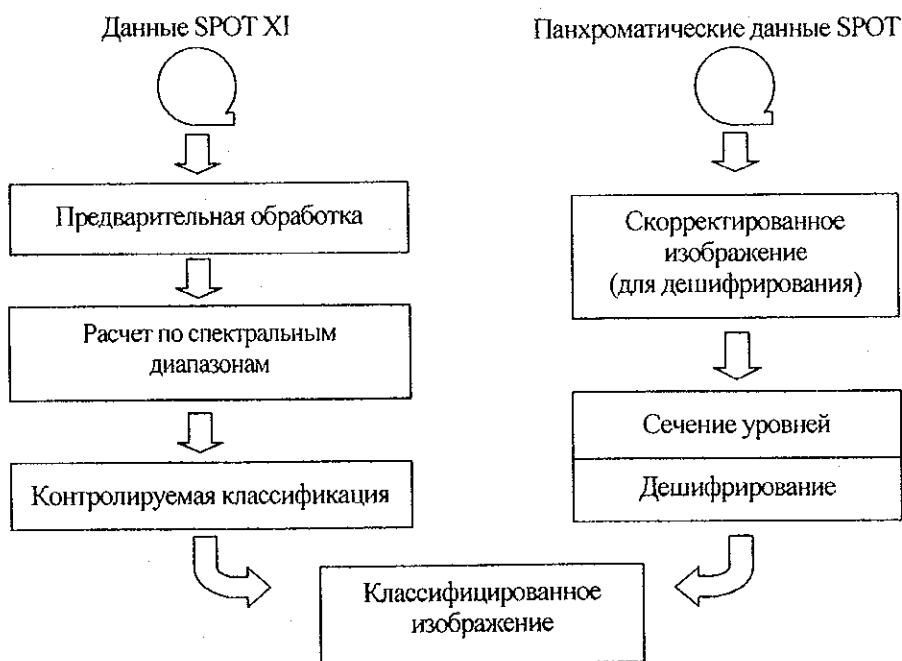 Данные SPOT XI
Панхроматические данные SPOT
Предварительная обработка
Скорректированное
изображение
(для дешифрирования)
Расчет по спектральным
диапазонам
Сечение уровней
Контролируемая классификация
Дешифрирование
Классифицированное
изображение